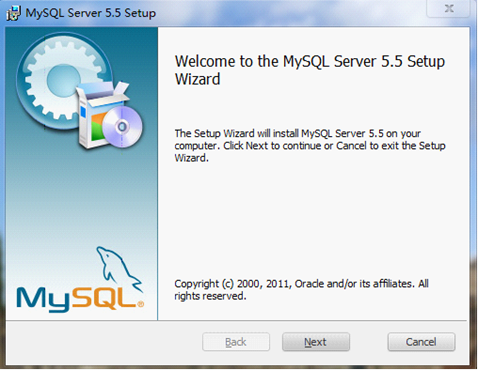 MySQL Server 5.5 Setup
Welcome to the MySQL Server 5.5 Setup
Wizard
The Setup Wizard will install MySQL Server 5.5 on your
computer. Click Next to continue or Cancel to exit the Setup
Wizard.
MySQL®
Copyright (c) 2000, 2011, Oracle and/or its affiliates. All
rights reserved.
Back
Next
Cancel